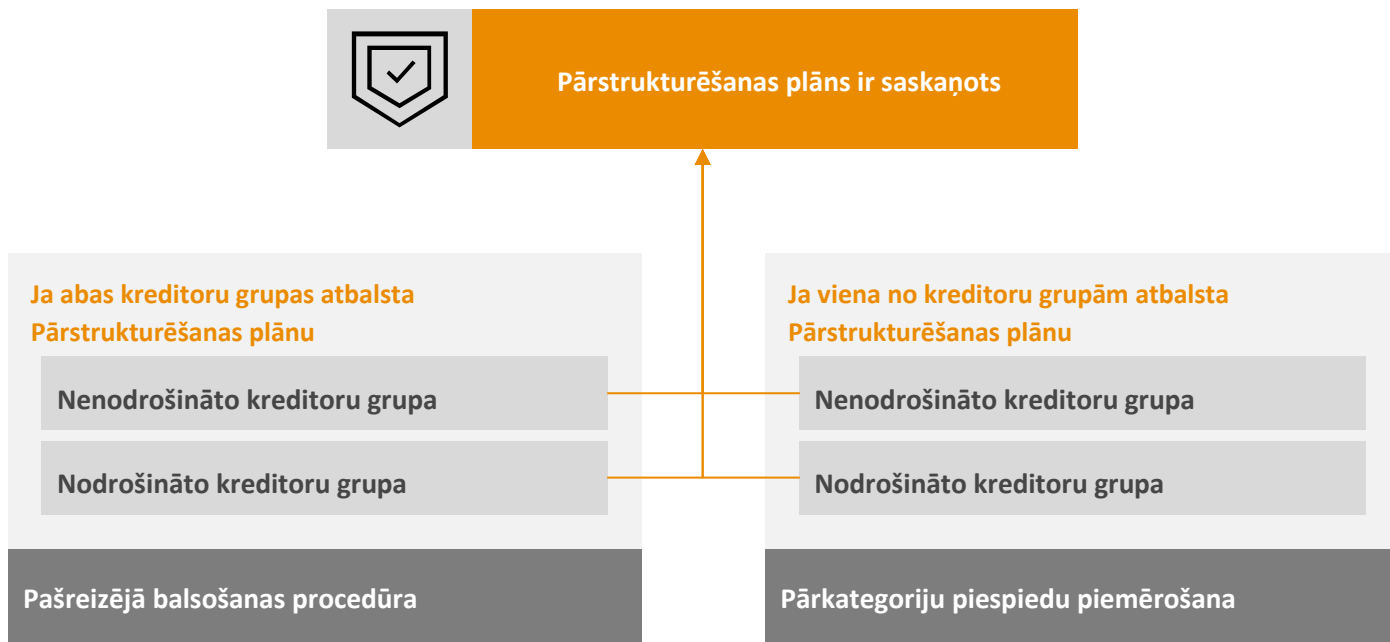 Pārstrukturēšanas plāns ir saskaņots
Ja abas kreditoru grupas atbalsta
Pārstrukturēšanas plānu
Nenodrošināto kreditoru grupa
Nodrošināto kreditoru grupa
Pašreizējā balsošanas procedūra
Ja viena no kreditoru grupām atbalsta
Pārstrukturēšanas plānu
Nenodrošināto kreditoru grupa
Nodrošināto kreditoru grupa
Pārkategoriju piespiedu piemērošana